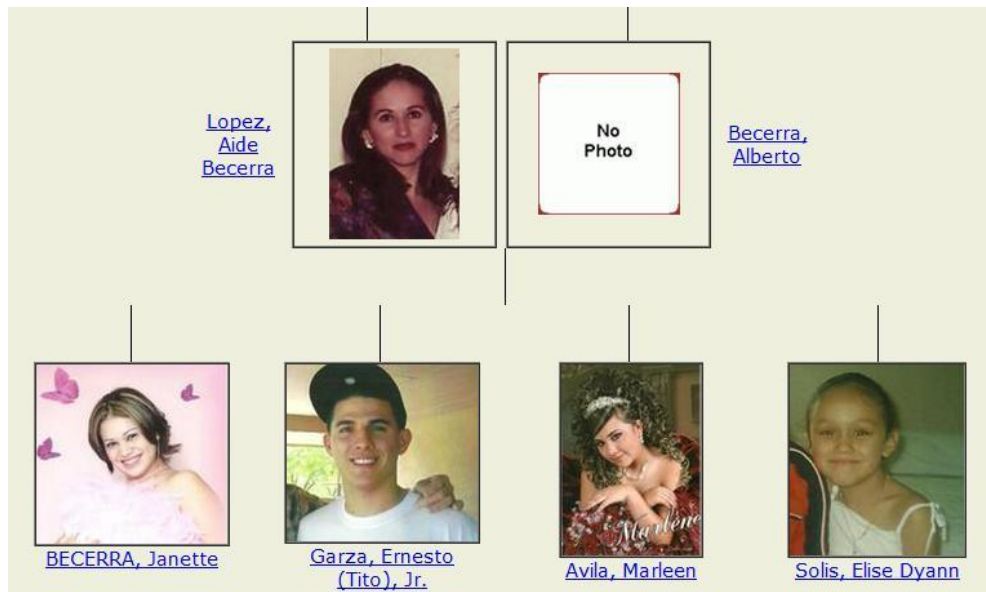 Lopez,
Aide
Becerra
No
Photo
Becerra,
Alberto
BECERRA, Janette
Garza, Ernesto
(Tito), Jr.
Marlene
Avila, Marleen
Solis, Elise Dyann